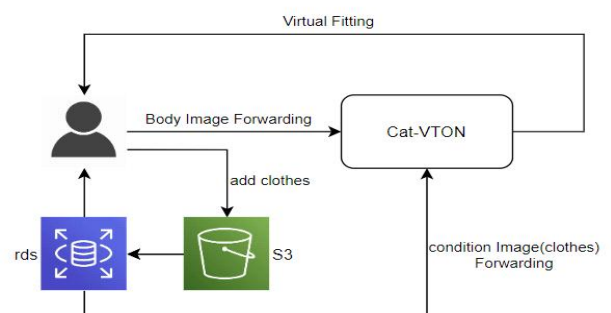 Virtual Fitting
Body Image Forwarding
Cat-VTON
add clothes
rds
S3
condition Image(clothes)
Forwarding